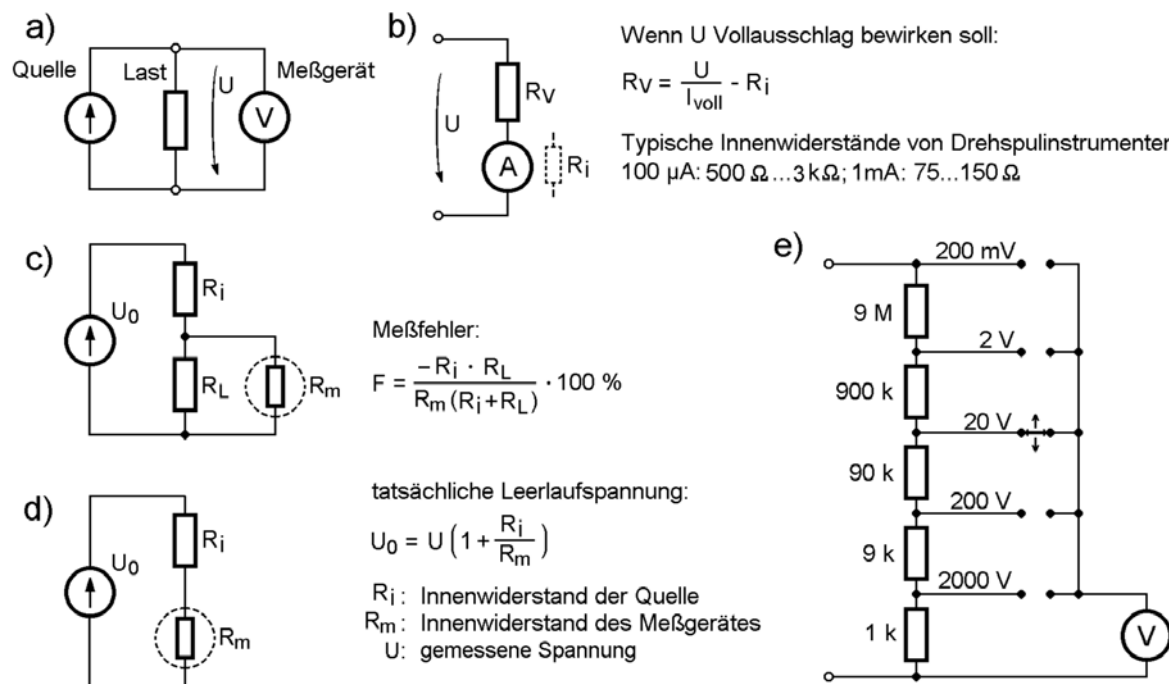 a)
Quelle
Last
U
Meßgerät
V
b)
U
RV
A
Ri
Wenn U Vollausschlag bewirken soll:
RV = U / Ivoll - Ri
Typische Innenwiderstände von Drehspulinstrumenten
100 µA: 500 Ω...3 kΩ; 1mA: 75...150 Ω
c)
U0
Ri
RL
Rm
Meßfehler:
F = –Ri · RL / Rm (Ri+RL) · 100 %
d)
U0
Ri
Rm
tatsächliche Leerlaufspannung:
U0 = U (1 + Ri / Rm)
Ri: Innenwiderstand der Quelle
Rm: Innenwiderstand des Meßgerätes
U: gemessene Spannung
e)
200 mV
9 M
2 V
900 k
20 V
90 k
200 V
9 k
2000 V
1 k
V